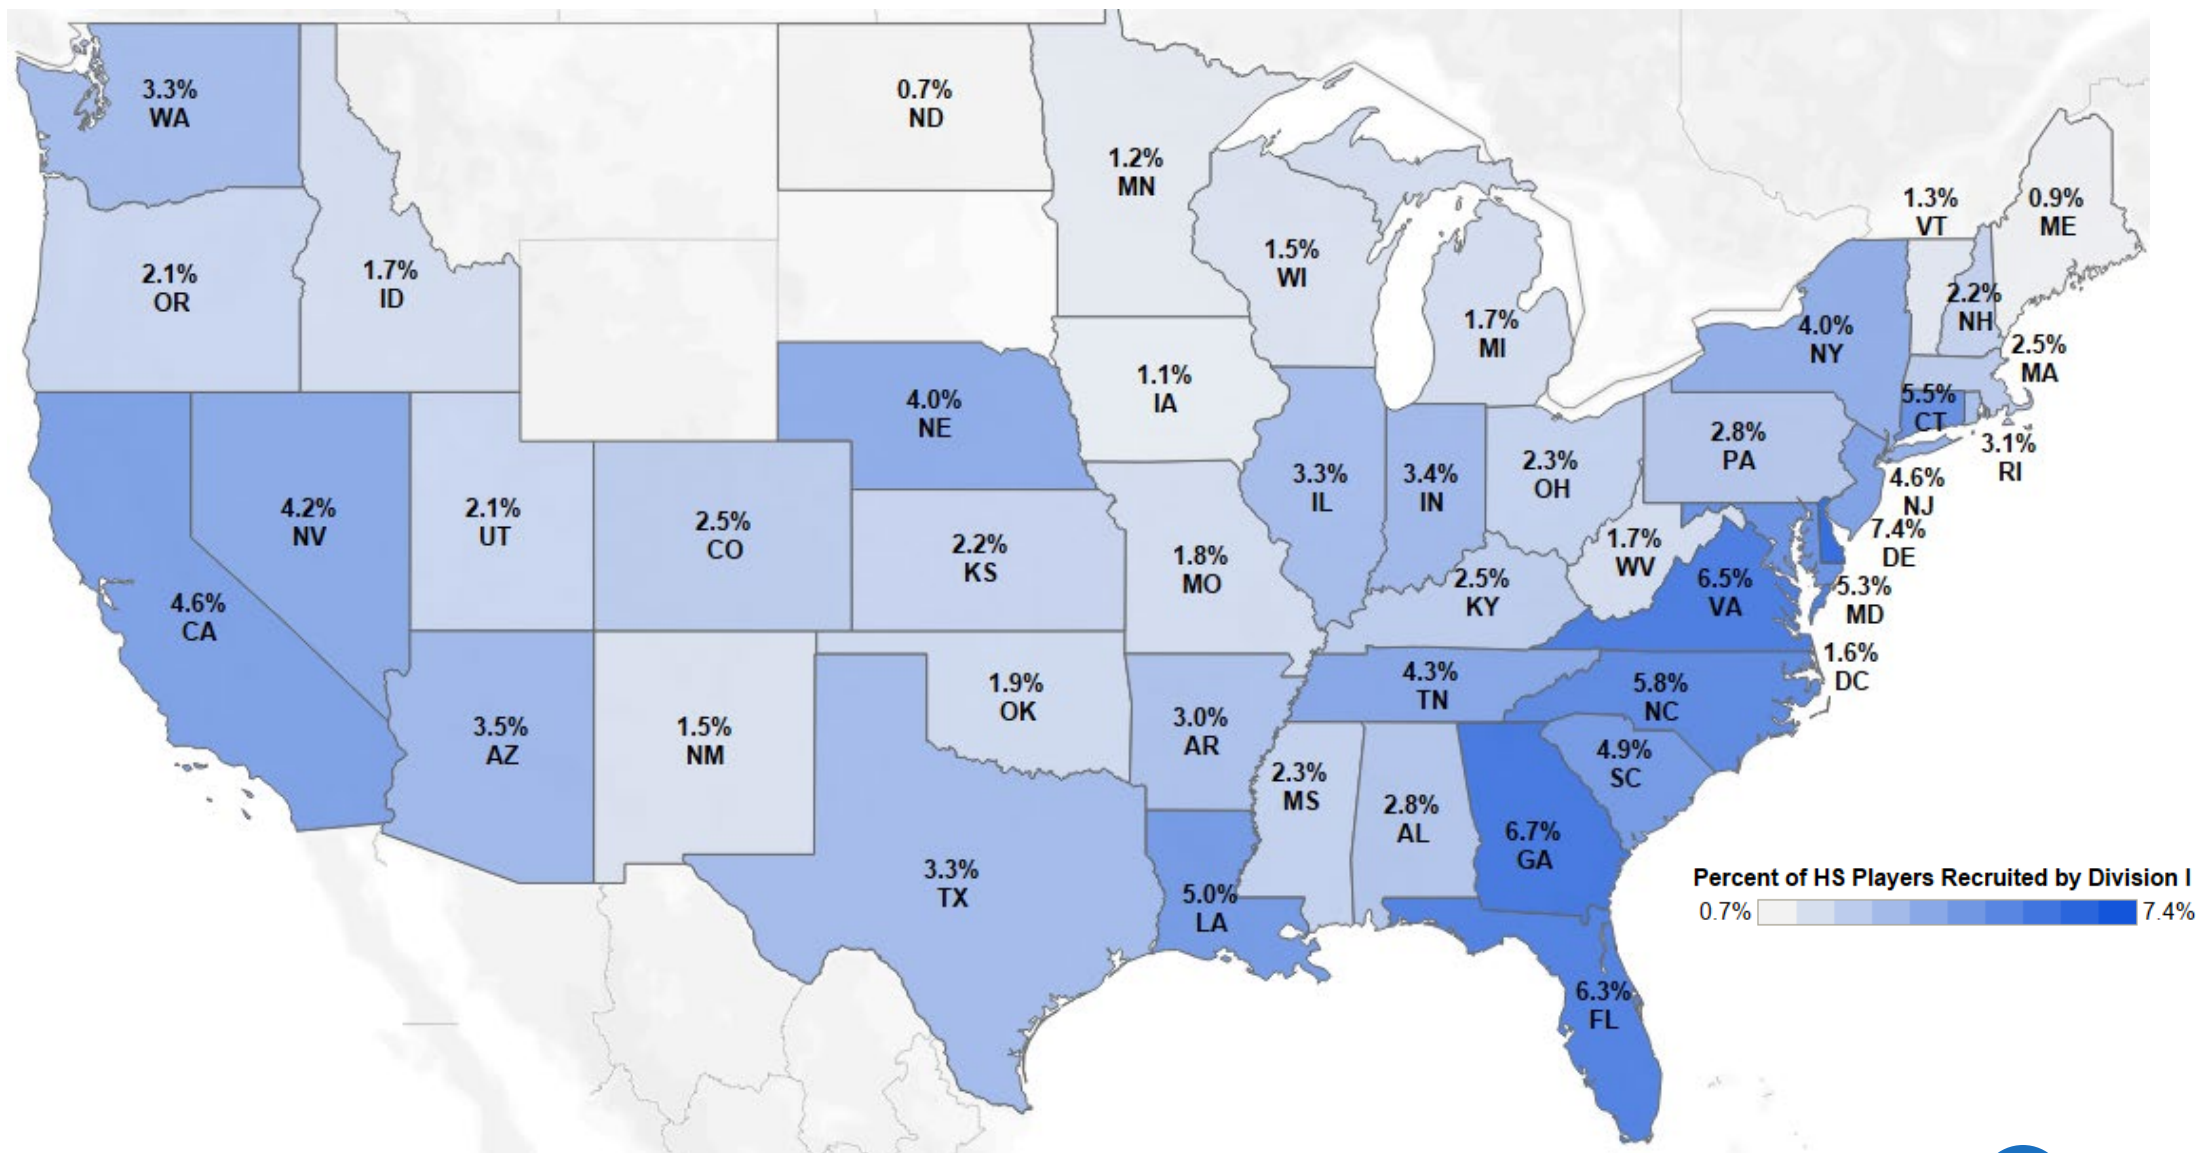 3.3%
WA
0.7%
ND
1.2%
MN
1.3%
VT
0.9%
ME
2.1%
OR
1.7%
ID
1.5%
WI
1.7%
MI
4.0%
NY
2.2%
NH
2.5%
MA
4.0%
NE
1.1%
IA
5.5%
CT
3.1%
RI
4.2%
NV
2.1%
UT
2.5%
CO
2.2%
KS
1.8%
MO
3.3%
IL
3.4%
IN
2.3%
OH
2.8%
PA
4.6%
NJ
7.4%
DE
4.6%
CA
2.5%
KY
1.7%
WV
6.5%
VA
5.3%
MD
1.6%
DC
3.5%
AZ
1.5%
NM
1.9%
OK
3.0%
AR
4.3%
TN
5.8%
NC
4.9%
SC
3.3%
TX
5.0%
LA
2.3%
MS
2.8%
AL
6.7%
GA
6.3%
FL
Percent of HS Players Recruited by Division I
0.7% 7.4%